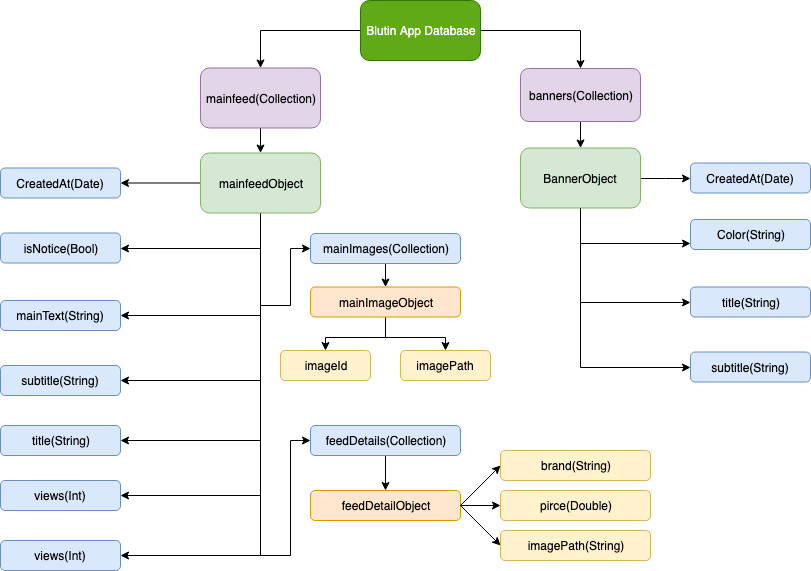 Blutin App Database
mainfeed(Collection)
banners(Collection)
CreatedAt(Date)
mainfeedObject
BannerObject
CreatedAt(Date)
isNotice(Bool)
mainImages(Collection)
Color(String)
mainText(String)
mainImageObject
title(String)
subtitle(String)
imageId
imagePath
subtitle(String)
title(String)
feedDetails(Collection)
brand(String)
views(Int)
feedDetailObject
pirce(Double)
views(Int)
imagePath(String)